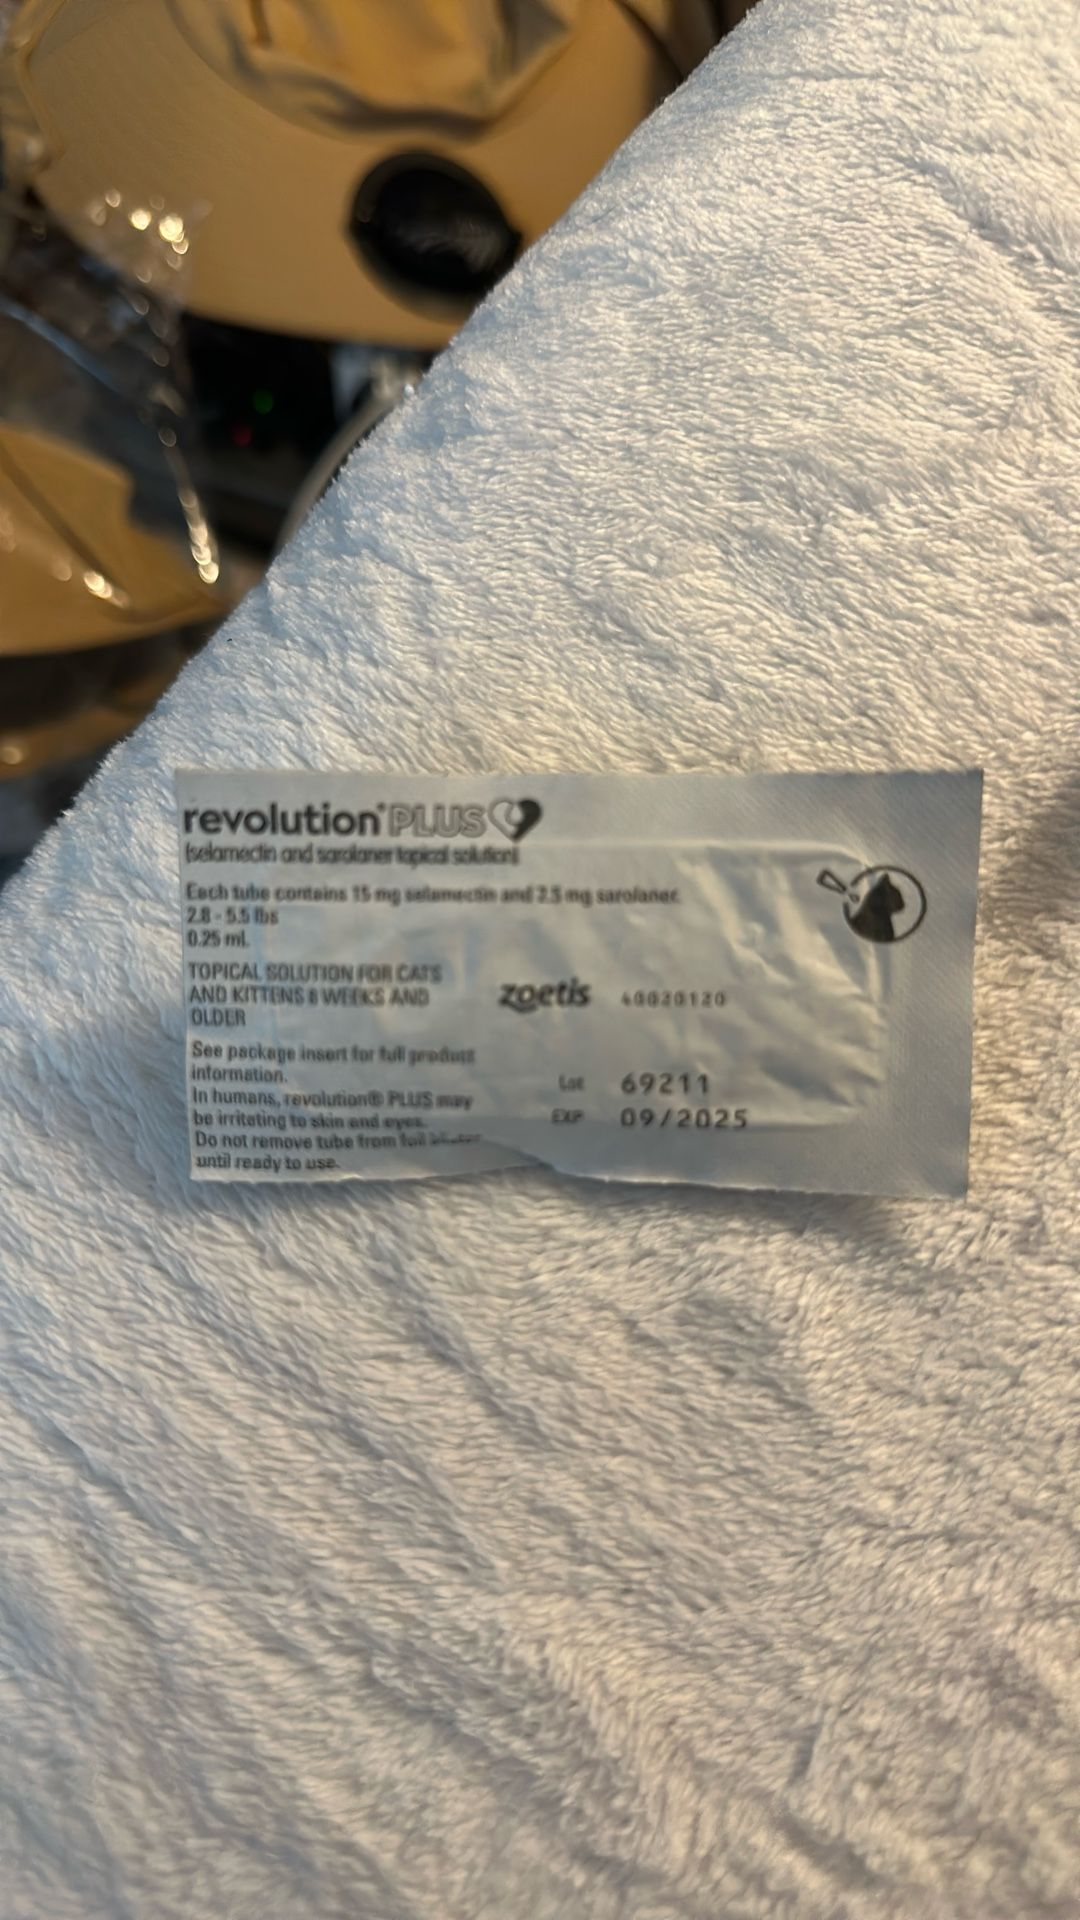 revolution® PLUS
(selamectin and sarolaner topical solution)
Each tube contains 15 mg selamectin and 2.5 mg sarolaner.
2.8 - 5.5 lbs
0.25 mL
TOPICAL SOLUTION FOR CATS
AND KITTENS 8 WEEKS AND
OLDER
zoetis
40020120
See package insert for full product
information.
In humans, revolution® PLUS may
be irritating to skin and eyes.
Do not remove tube from foil blister
until ready to use.
Lot 69211
EXP 09/2025